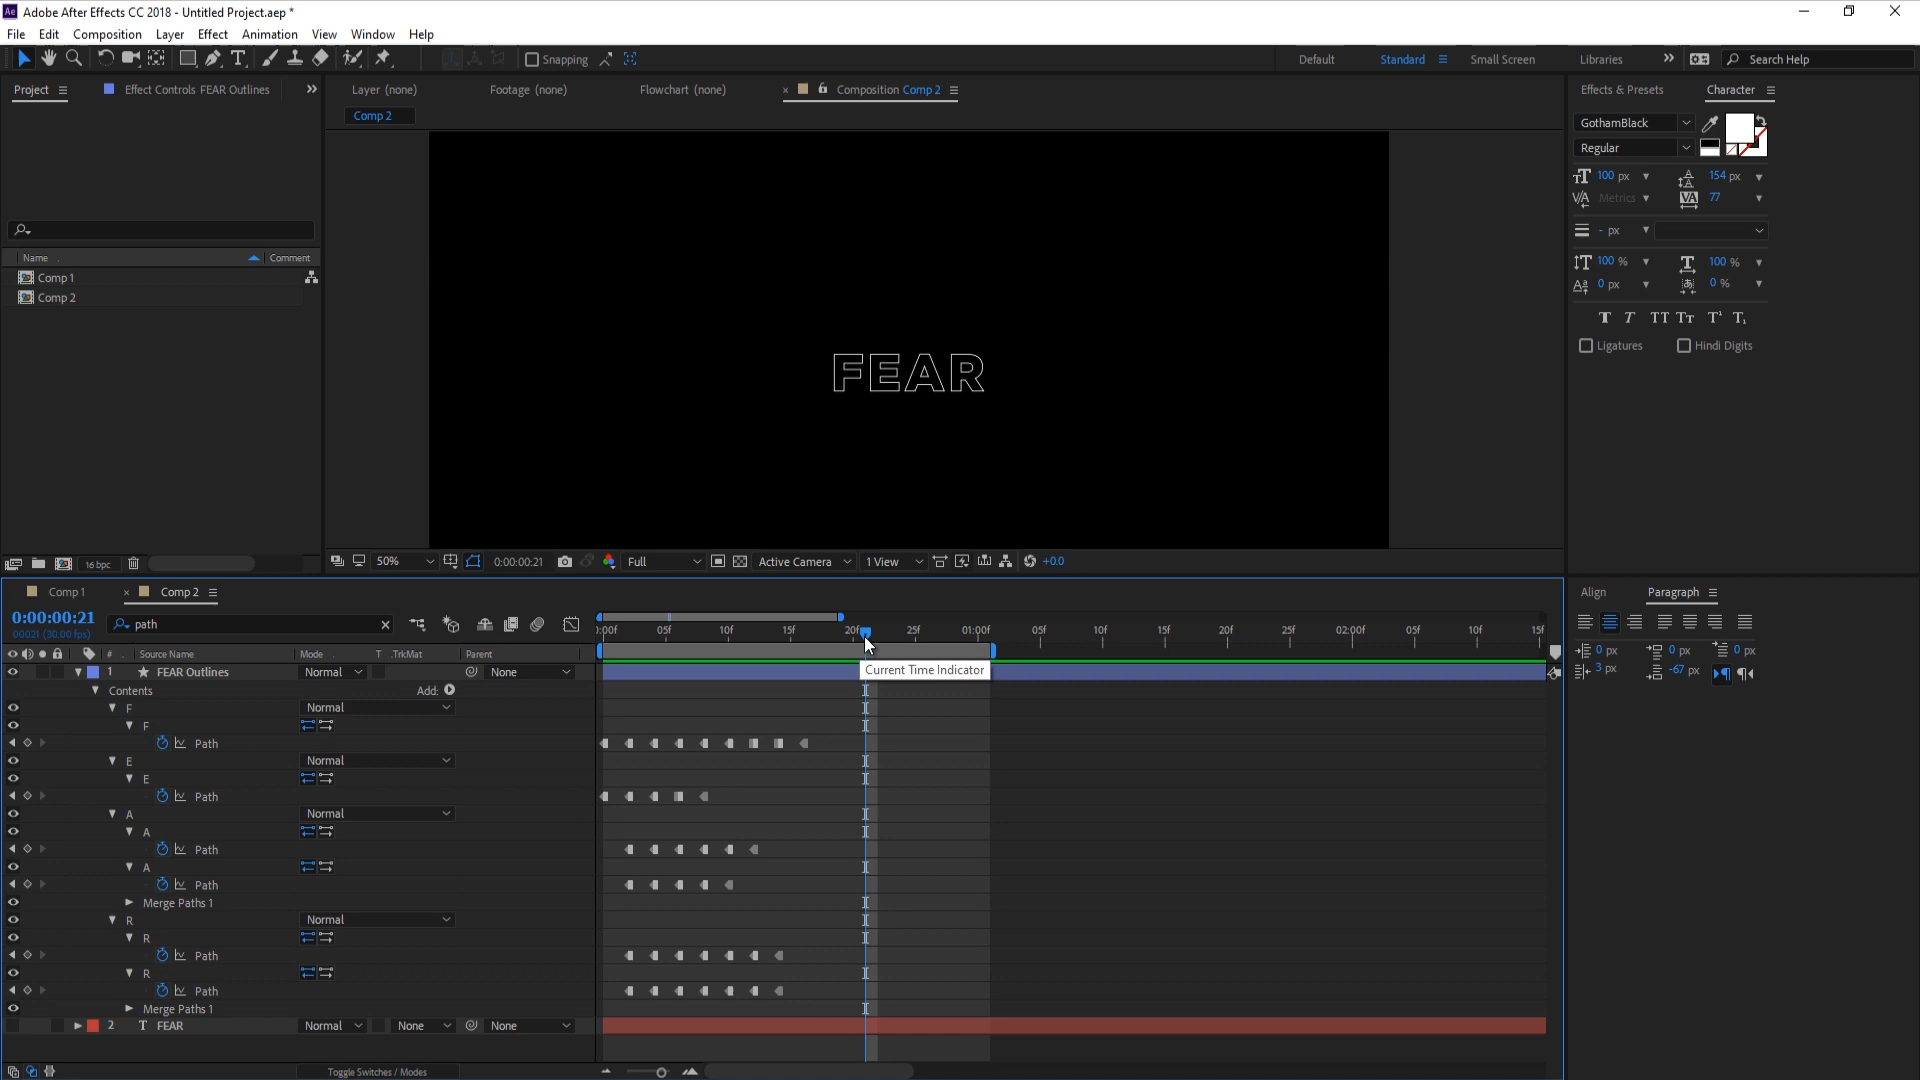 Ae Adobe After Effects CC 2018 - Untitled Project.aep *
File Edit Composition Layer Effect Animation View Window Help
Snapping Default Standard Small Screen Libraries Search Help
Project Effect Controls FEAR Outlines Layer (none) Footage (none) Flowchart (none) × Composition Comp 2 Effects & Presets Character
Comp 2
GothamBlack
Regular
100 px 154 px
Metrics 77
- px
Name Comment
Comp 1
Comp 2
100 % 100 %
0 px 0 %
T T TT Tt T¹ T₁
Ligatures Hindi Digits
FEAR
16 bpc 50% 0:00:00:21 Full Active Camera 1 View +0.0
Comp 1 × Comp 2 Align Paragraph
0:00:00:21
00021 (30.00 fps)
path
):00f 05f 10f 15f 20f 25f 01:00f 05f 10f 15f 20f 25f 02:00f 05f 10f 15f
# Source Name Mode T .TrkMat Parent
0 px 0 px 0 px
3 px -67 px
1 FEAR Outlines Normal None
Current Time Indicator
Contents Add:
F Normal
F
Path
E Normal
E
Path
A Normal
A
Path
A
Path
Merge Paths 1
R Normal
R
Path
R
Path
Merge Paths 1
2 T FEAR Normal None None
Toggle Switches / Modes